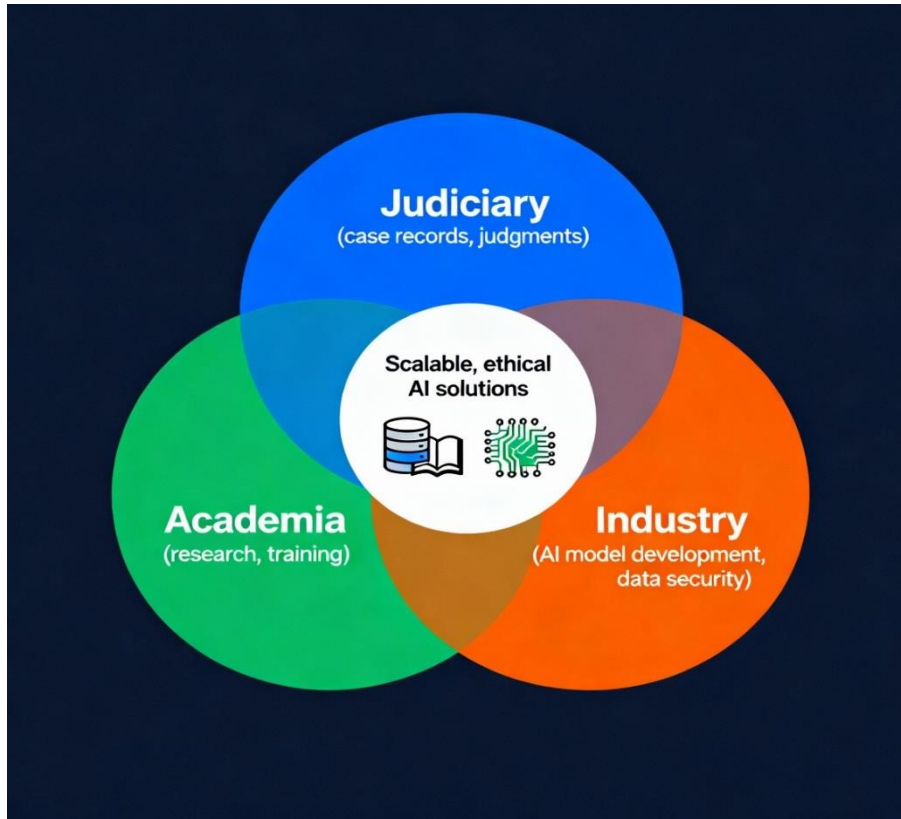 Judiciary
(case records, judgments)
Scalable, ethical
AI solutions
Academia
(research, training)
Industry
(AI model development,
data security)